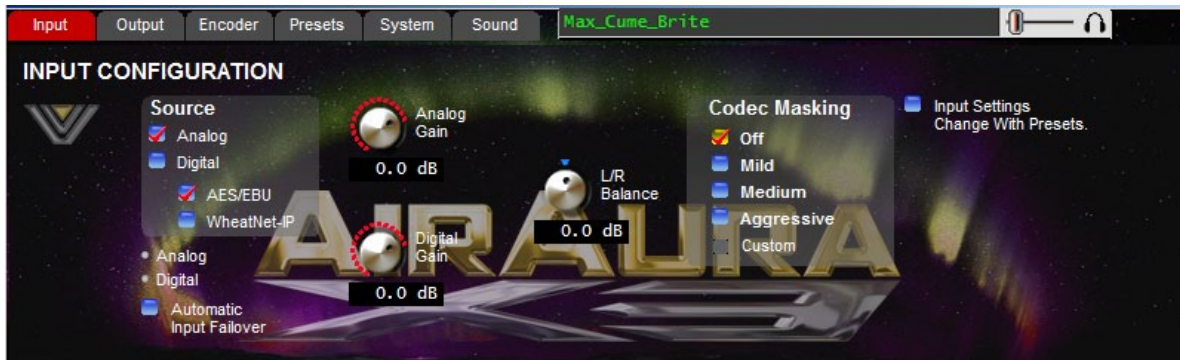 Input Output Encoder Presets System Sound Max_Cume_Brite
INPUT CONFIGURATION
Source
Analog
Digital
AES/EBU
WheatNet-IP
Analog
Digital
Automatic
Input Failover
Analog
Gain
0.0 dB
Digital
Gain
0.0 dB
L/R
Balance
0.0 dB
Codec Masking
Off
Mild
Medium
Aggressive
Custom
Input Settings
Change With Presets.
AIRAURA
X3